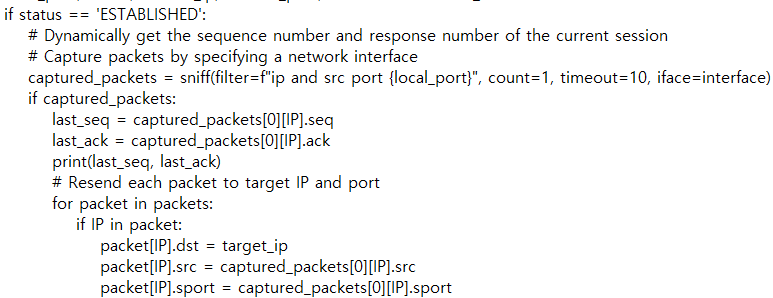 if status == 'ESTABLISHED':
# Dynamically get the sequence number and response number of the current session
# Capture packets by specifying a network interface
captured_packets = sniff(filter=f"ip and src port {local_port}", count=1, timeout=10, iface=interface)
if captured_packets:
last_seq = captured_packets[0][IP].seq
last_ack = captured_packets[0][IP].ack
print(last_seq, last_ack)
# Resend each packet to target IP and port
for packet in packets:
if IP in packet:
packet[IP].dst = target_ip
packet[IP].src = captured_packets[0][IP].src
packet[IP].sport = captured_packets[0][IP].sport